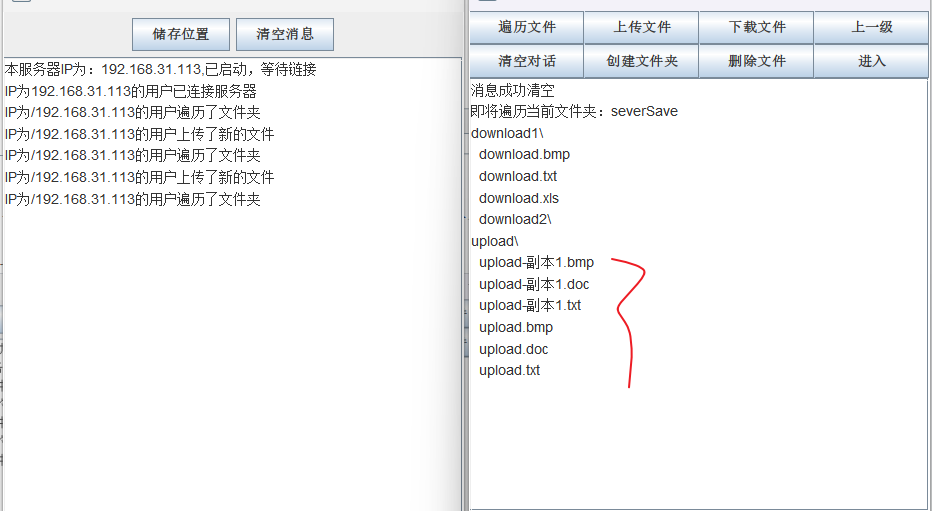 储存位置 清空消息
本服务器IP为：192.168.31.113,已启动，等待链接
IP为192.168.31.113的用户已连接服务器
IP为/192.168.31.113的用户遍历了文件夹
IP为/192.168.31.113的用户上传了新的文件
IP为/192.168.31.113的用户遍历了文件夹
IP为/192.168.31.113的用户上传了新的文件
IP为/192.168.31.113的用户遍历了文件夹
遍历文件 上传文件 下载文件 上一级
清空对话 创建文件夹 删除文件 进入
消息成功清空
即将遍历当前文件夹：severSave
download1\
download.bmp
download.txt
download.xls
download2\
upload\
upload-副本1.bmp
upload-副本1.doc
upload-副本1.txt
upload.bmp
upload.doc
upload.txt